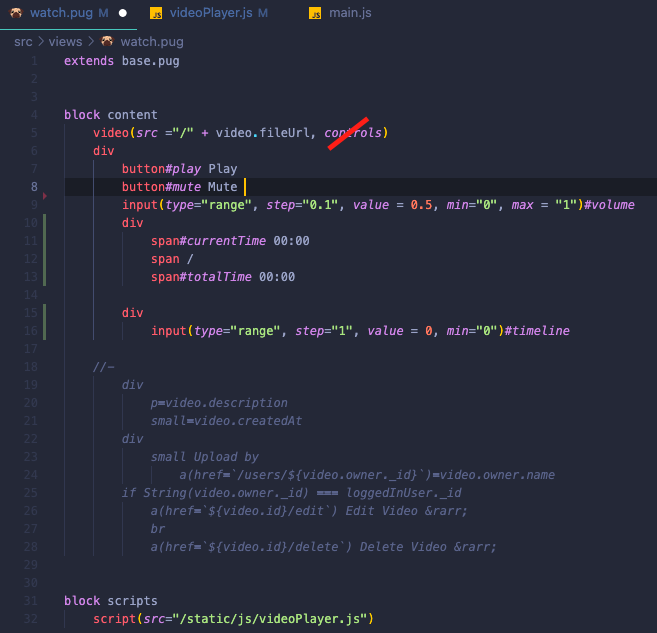 watch.pug M
JS videoPlayer.js M
JS main.js
src > views > watch.pug
1 extends base.pug
2
3
4 block content
5 video(src ="/" + video.fileUrl, controls)
6 div
7 button#play Play
8 button#mute Mute
9 input(type="range", step="0.1", value = 0.5, min="0", max = "1")#volume
10 div
11 span#currentTime 00:00
12 span /
13 span#totalTime 00:00
14
15 div
16 input(type="range", step="1", value = 0, min="0")#timeline
17
18 //-
19 div
20 p=video.description
21 small=video.createdAt
22 div
23 small Upload by
24 a(href=`/users/${video.owner._id}`)=video.owner.name
25 if String(video.owner._id) === loggedInUser._id
26 a(href=`${video.id}/edit`) Edit Video &rarr;
27 br
28 a(href=`${video.id}/delete`) Delete Video &rarr;
29
30
31 block scripts
32 script(src="/static/js/videoPlayer.js")